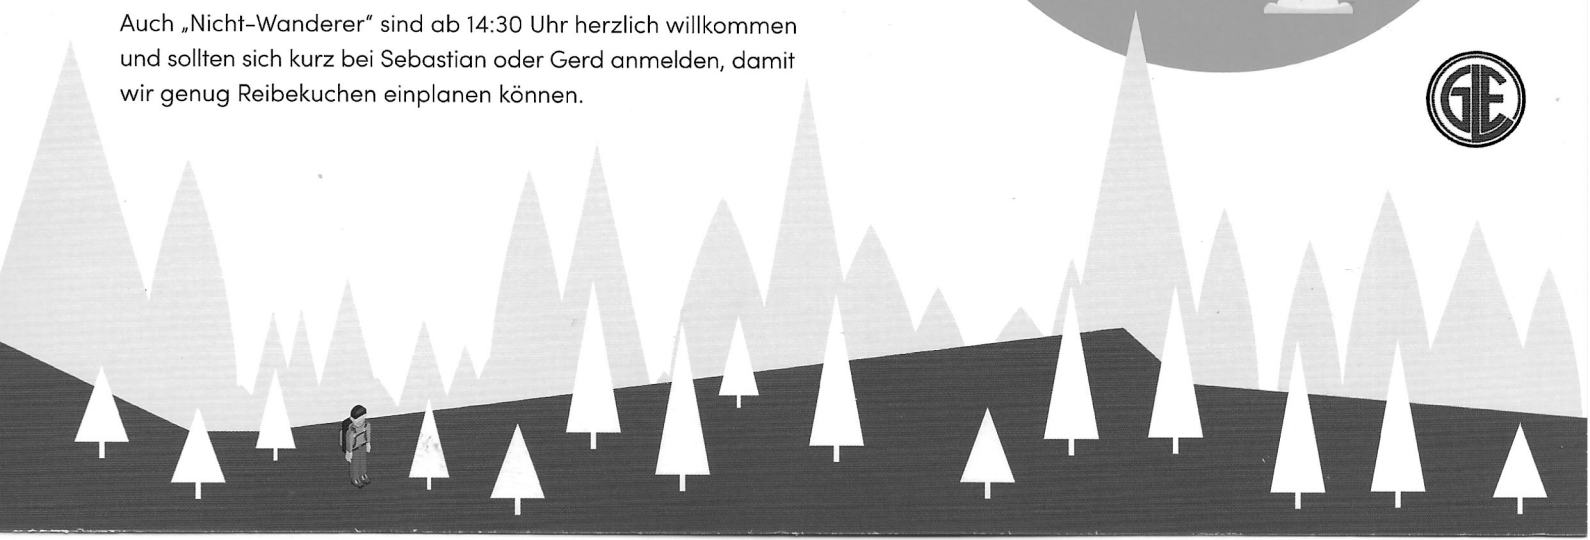 Auch „Nicht-Wanderer“ sind ab 14:30 Uhr herzlich willkommen
und sollten sich kurz bei Sebastian oder Gerd anmelden, damit
wir genug Reibekuchen einplanen können.
GLE